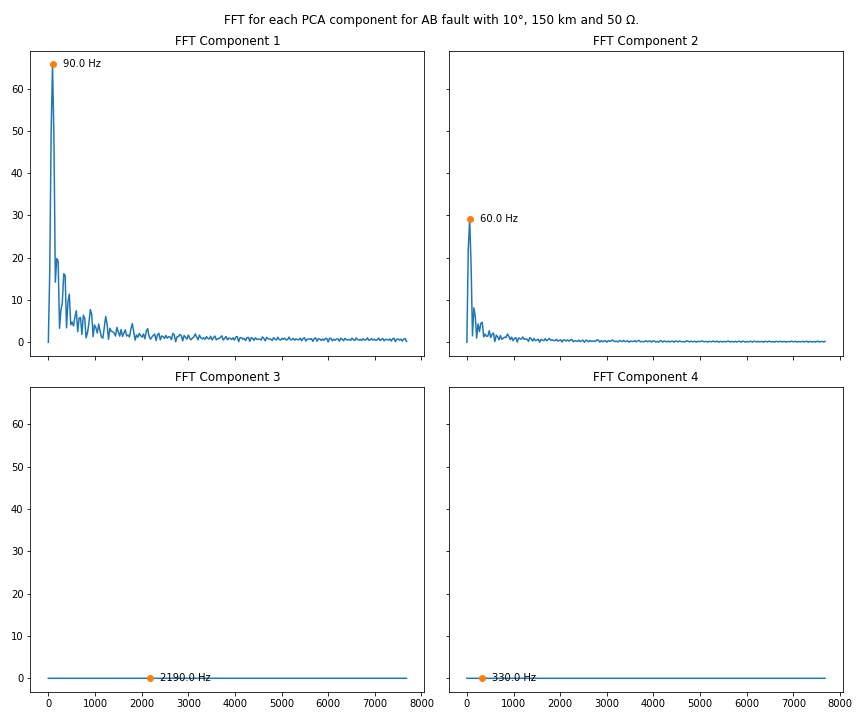 FFT for each PCA component for AB fault with 10°, 150 km and 50 Ω.
FFT Component 1
60
50
40
30
20
10
0
90.0 Hz
FFT Component 2
60.0 Hz
FFT Component 3
60
50
40
30
20
10
0
2190.0 Hz
0 1000 2000 3000 4000 5000 6000 7000 8000
FFT Component 4
330.0 Hz
0 1000 2000 3000 4000 5000 6000 7000 8000